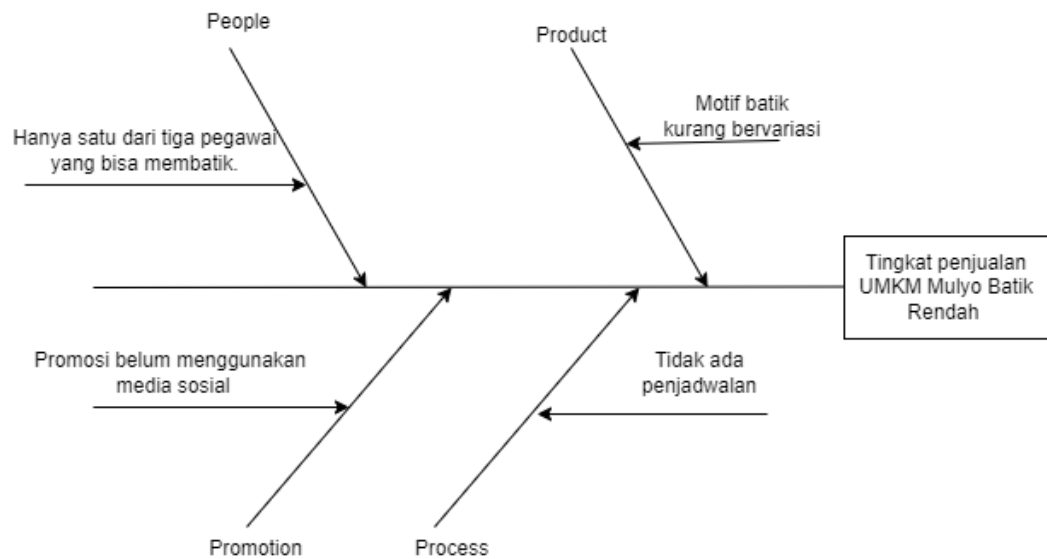 People
Product
Hanya satu dari tiga pegawai
yang bisa membatik.
Motif batik
kurang bervariasi
Tingkat penjualan
UMKM Mulyo Batik
Rendah
Promosi belum menggunakan
media sosial
Tidak ada
penjadwalan
Promotion
Process